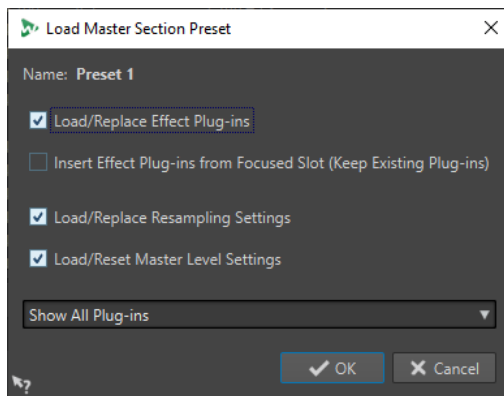 Load Master Section Preset
Name: Preset 1
Load/Replace Effect Plug-ins
Insert Effect Plug-ins from Focused Slot (Keep Existing Plug-ins)
Load/Replace Resampling Settings
Load/Reset Master Level Settings
Show All Plug-ins
OK Cancel
?